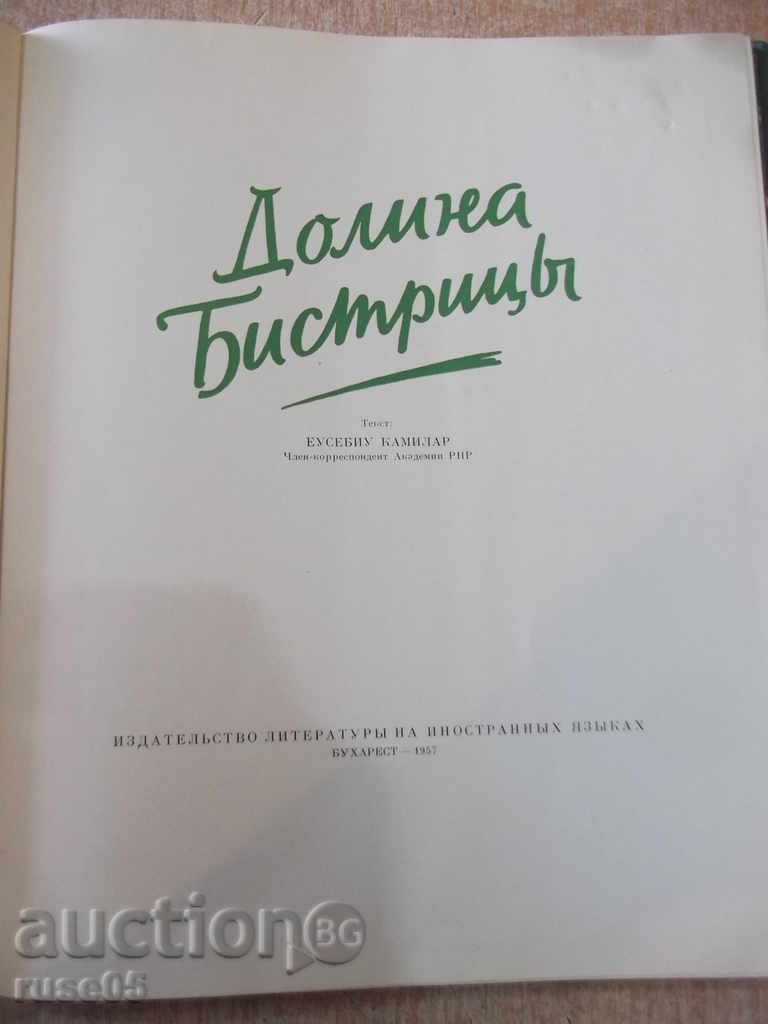 Долина
Бистрицы
Текст:
ЕУСЕБИУ КАМИЛАР
Член-корреспондент Академии РНР
ИЗДАТЕЛЬСТВО ЛИТЕРАТУРЫ НА ИНОСТРАННЫХ ЯЗЫКАХ
БУХАРЕСТ — 1957
auction BG
ruse05